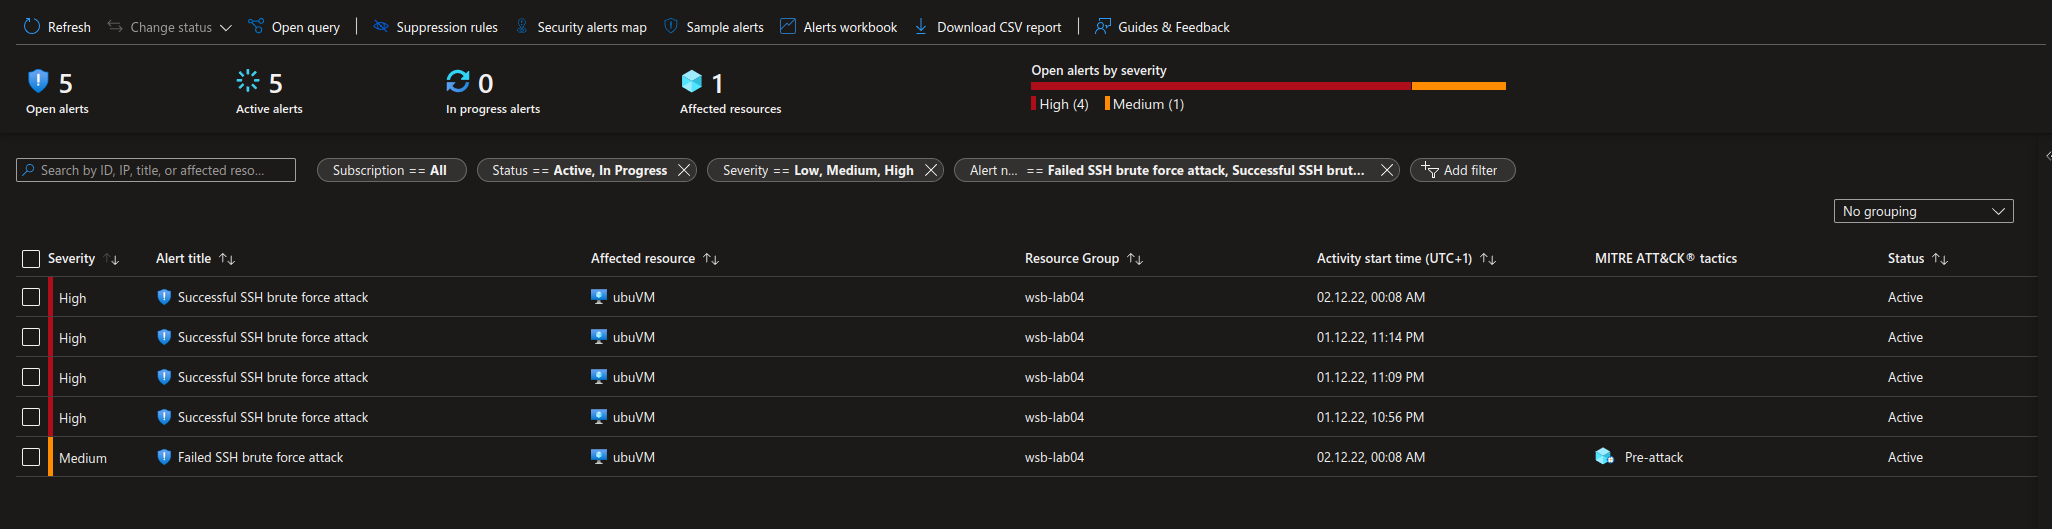 Refresh Change status Open query Suppression rules Security alerts map Sample alerts Alerts workbook Download CSV report Guides & Feedback
5 5 0 1
Open alerts Active alerts In progress alerts Affected resources
Open alerts by severity
High (4) Medium (1)
Search by ID, IP, title, or affected reso... Subscription == All Status == Active, In Progress Severity == Low, Medium, High Alert n... == Failed SSH brute force attack, Successful SSH brut... Add filter
No grouping
Severity Alert title Affected resource Resource Group Activity start time (UTC+1) MITRE ATT&CK® tactics Status
High Successful SSH brute force attack ubuVM wsb-lab04 02.12.22, 00:08 AM Active
High Successful SSH brute force attack ubuVM wsb-lab04 01.12.22, 11:14 PM Active
High Successful SSH brute force attack ubuVM wsb-lab04 01.12.22, 11:09 PM Active
High Successful SSH brute force attack ubuVM wsb-lab04 01.12.22, 10:56 PM Active
Medium Failed SSH brute force attack ubuVM wsb-lab04 02.12.22, 00:08 AM Pre-attack Active